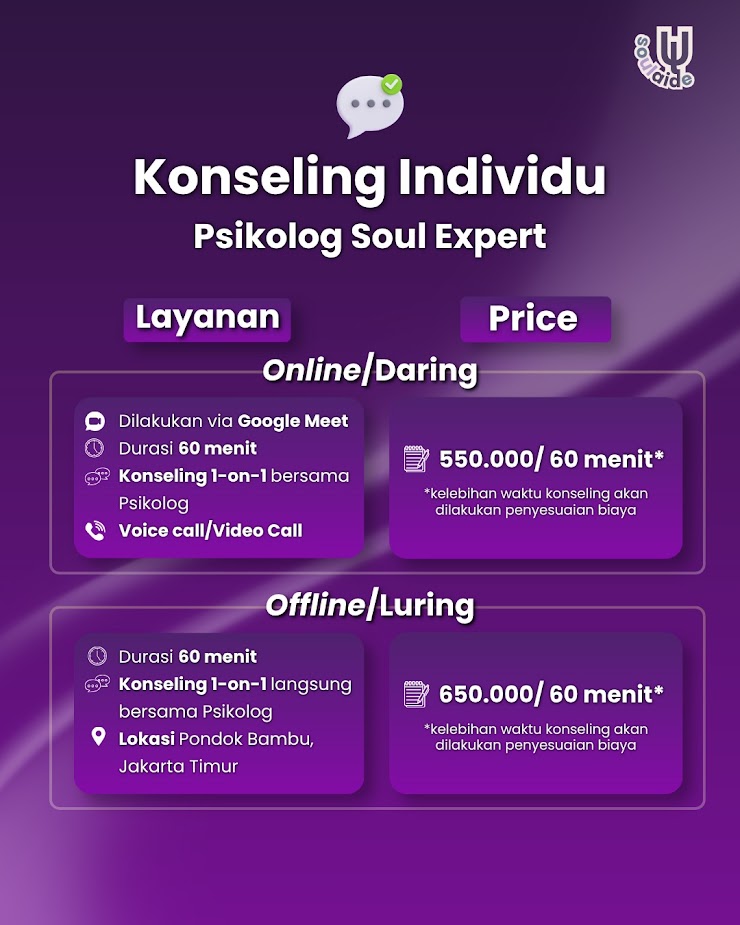 soulaide
Konseling Individu
Psikolog Soul Expert
Layanan
Price
Online/Daring
Dilakukan via Google Meet
Durasi 60 menit
Konseling 1-on-1 bersama
Psikolog
Voice call/Video Call
550.000/ 60 menit*
*kelebihan waktu konseling akan
dilakukan penyesuaian biaya
Offline/Luring
Durasi 60 menit
Konseling 1-on-1 langsung
bersama Psikolog
Lokasi Pondok Bambu,
Jakarta Timur
650.000/ 60 menit*
*kelebihan waktu konseling akan
dilakukan penyesuaian biaya